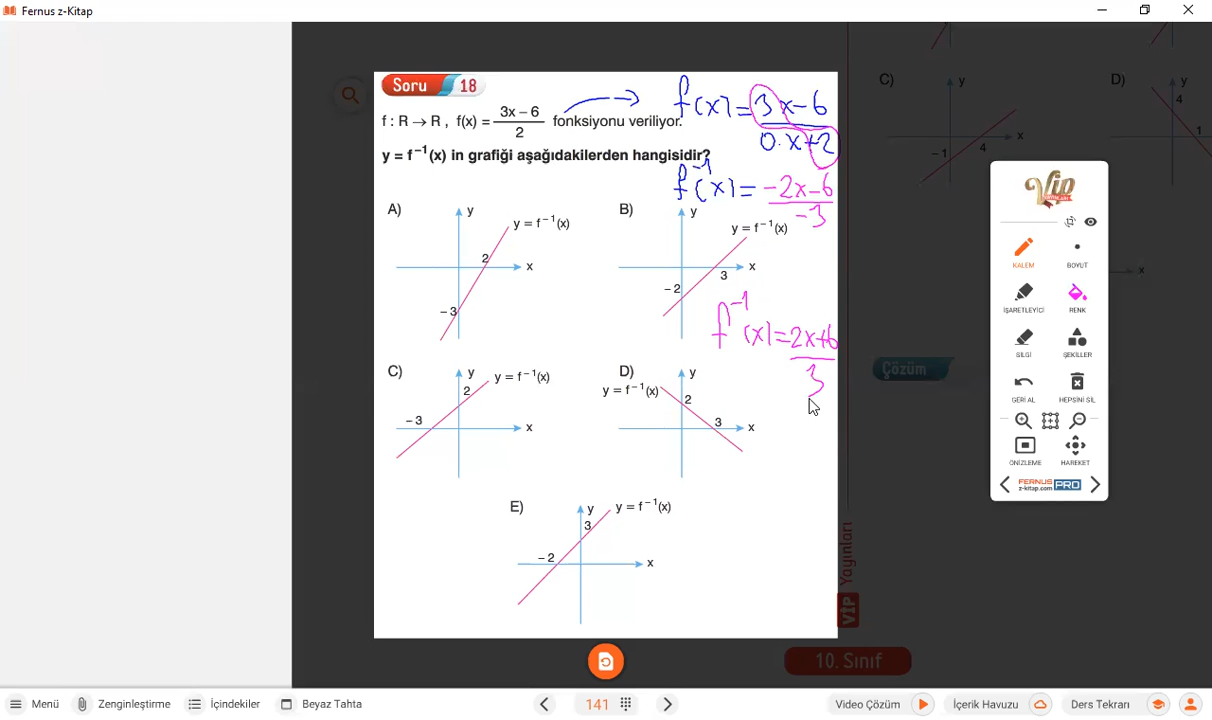 Fernus z-Kitap
Soru 18
f : R → R , f(x) = (3x – 6)/2 fonksiyonu veriliyor.
f(x) = (3x–6)/(0.x+2)
y = f⁻¹(x) in grafiği aşağıdakilerden hangisidir?
f⁻¹(x) = (–2x–6)/(–3)
A) y y = f⁻¹(x) 2 x – 3
B) y y = f⁻¹(x) x 3 – 2
f⁻¹(x) = (2x+6)/3
C) y y = f⁻¹(x) 2 – 3 x
D) y y = f⁻¹(x) 2 3 x
E) y y = f⁻¹(x) 3 – 2 x
C) y x – 1 4
D) y 4 1
x
Çözüm
VİP Yayınları
10. Sınıf
Vip
YAYINLARI
KALEM BOYUT
İŞARETLEYİCİ RENK
SİLGİ ŞEKİLLER
GERİ AL HEPSİNİ SİL
ÖNİZLEME HAREKET
FERNUS z-kitap.com PRO
Menü Zenginleştirme İçindekiler Beyaz Tahta 141 Video Çözüm İçerik Havuzu Ders Tekrarı